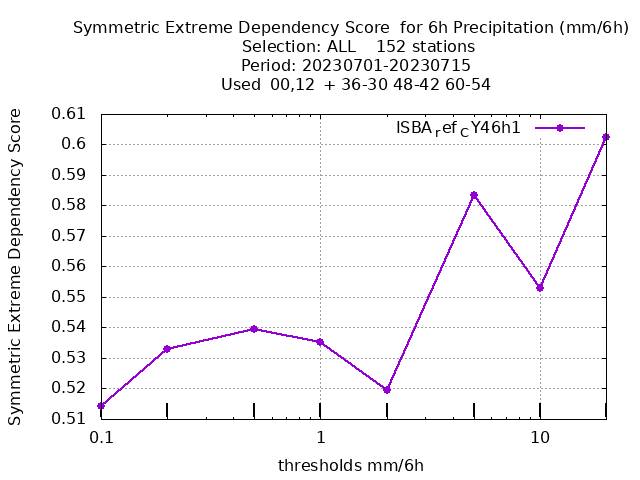 Symmetric Extreme Dependency Score for 6h Precipitation (mm/6h)
Selection: ALL 152 stations
Period: 20230701-20230715
Used 00,12 + 36-30 48-42 60-54
Symmetric Extreme Dependency Score
0.61
0.6
0.59
0.58
0.57
0.56
0.55
0.54
0.53
0.52
0.51
ISBA_ref_CY46h1
0.1 1 10
thresholds mm/6h